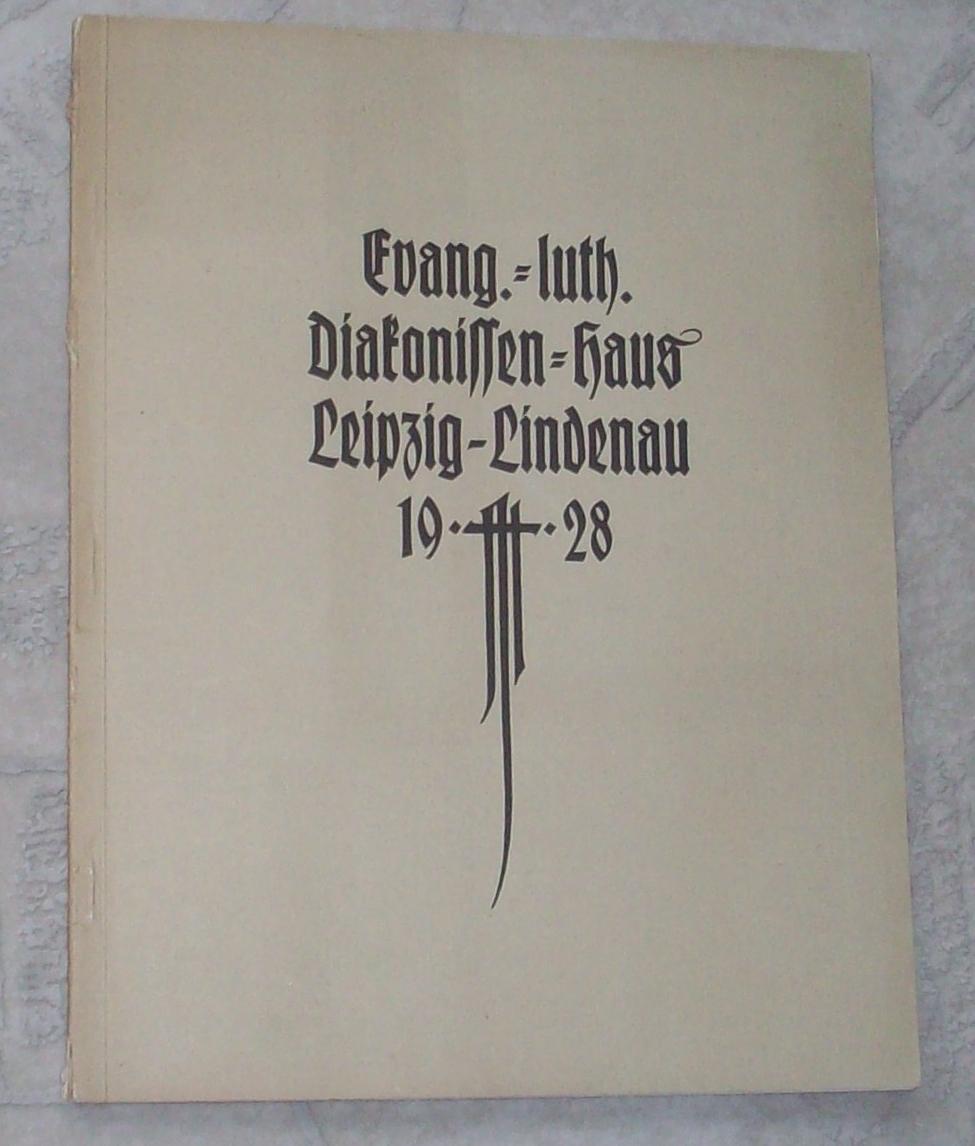 Evang.-luth.
Diakonissen-Haus
Leipzig-Lindenau
19 · · 28